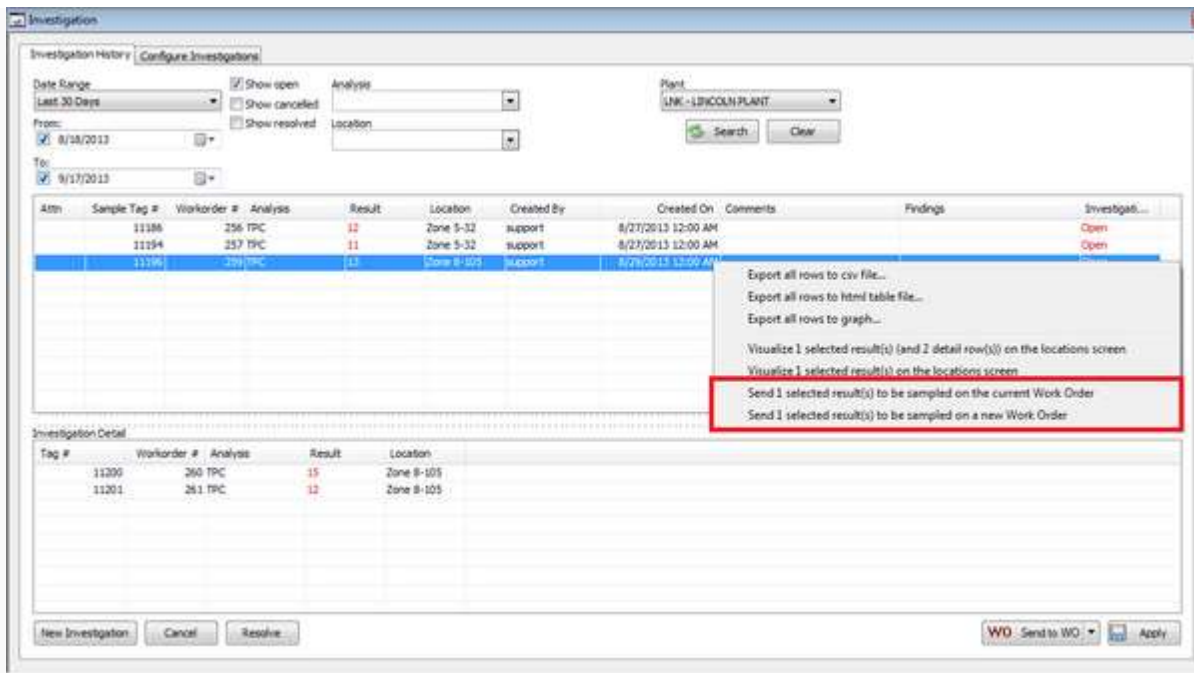 Investigation
Investigation History Configure Investigations
Date Range Show open Analysis Plant
Last 30 Days Show cancelled LNK - LINCOLN PLANT
From: Show resolved Location Search Clear
8/18/2013
To:
9/17/2013
Attn Sample Tag # Workorder # Analysis Result Location Created By Created On Comments Findings Investigati...
11186 256 TPC 12 Zone 5-32 support 8/27/2013 12:00 AM Open
11194 257 TPC 11 Zone 5-32 support 8/27/2013 12:00 AM Open
11196 259 TPC 13 Zone 8-105 support 8/29/2013 12:00 AM
Export all rows to csv file...
Export all rows to html table file...
Export all rows to graph...
Visualize 1 selected result(s) (and 2 detail row(s)) on the locations screen
Visualize 1 selected result(s) on the locations screen
Send 1 selected result(s) to be sampled on the current Work Order
Send 1 selected result(s) to be sampled on a new Work Order
Investigation Detail
Tag # Workorder # Analysis Result Location
11200 260 TPC 15 Zone 8-105
11201 261 TPC 12 Zone 8-105
New Investigation Cancel Resolve WO Send to WO Apply